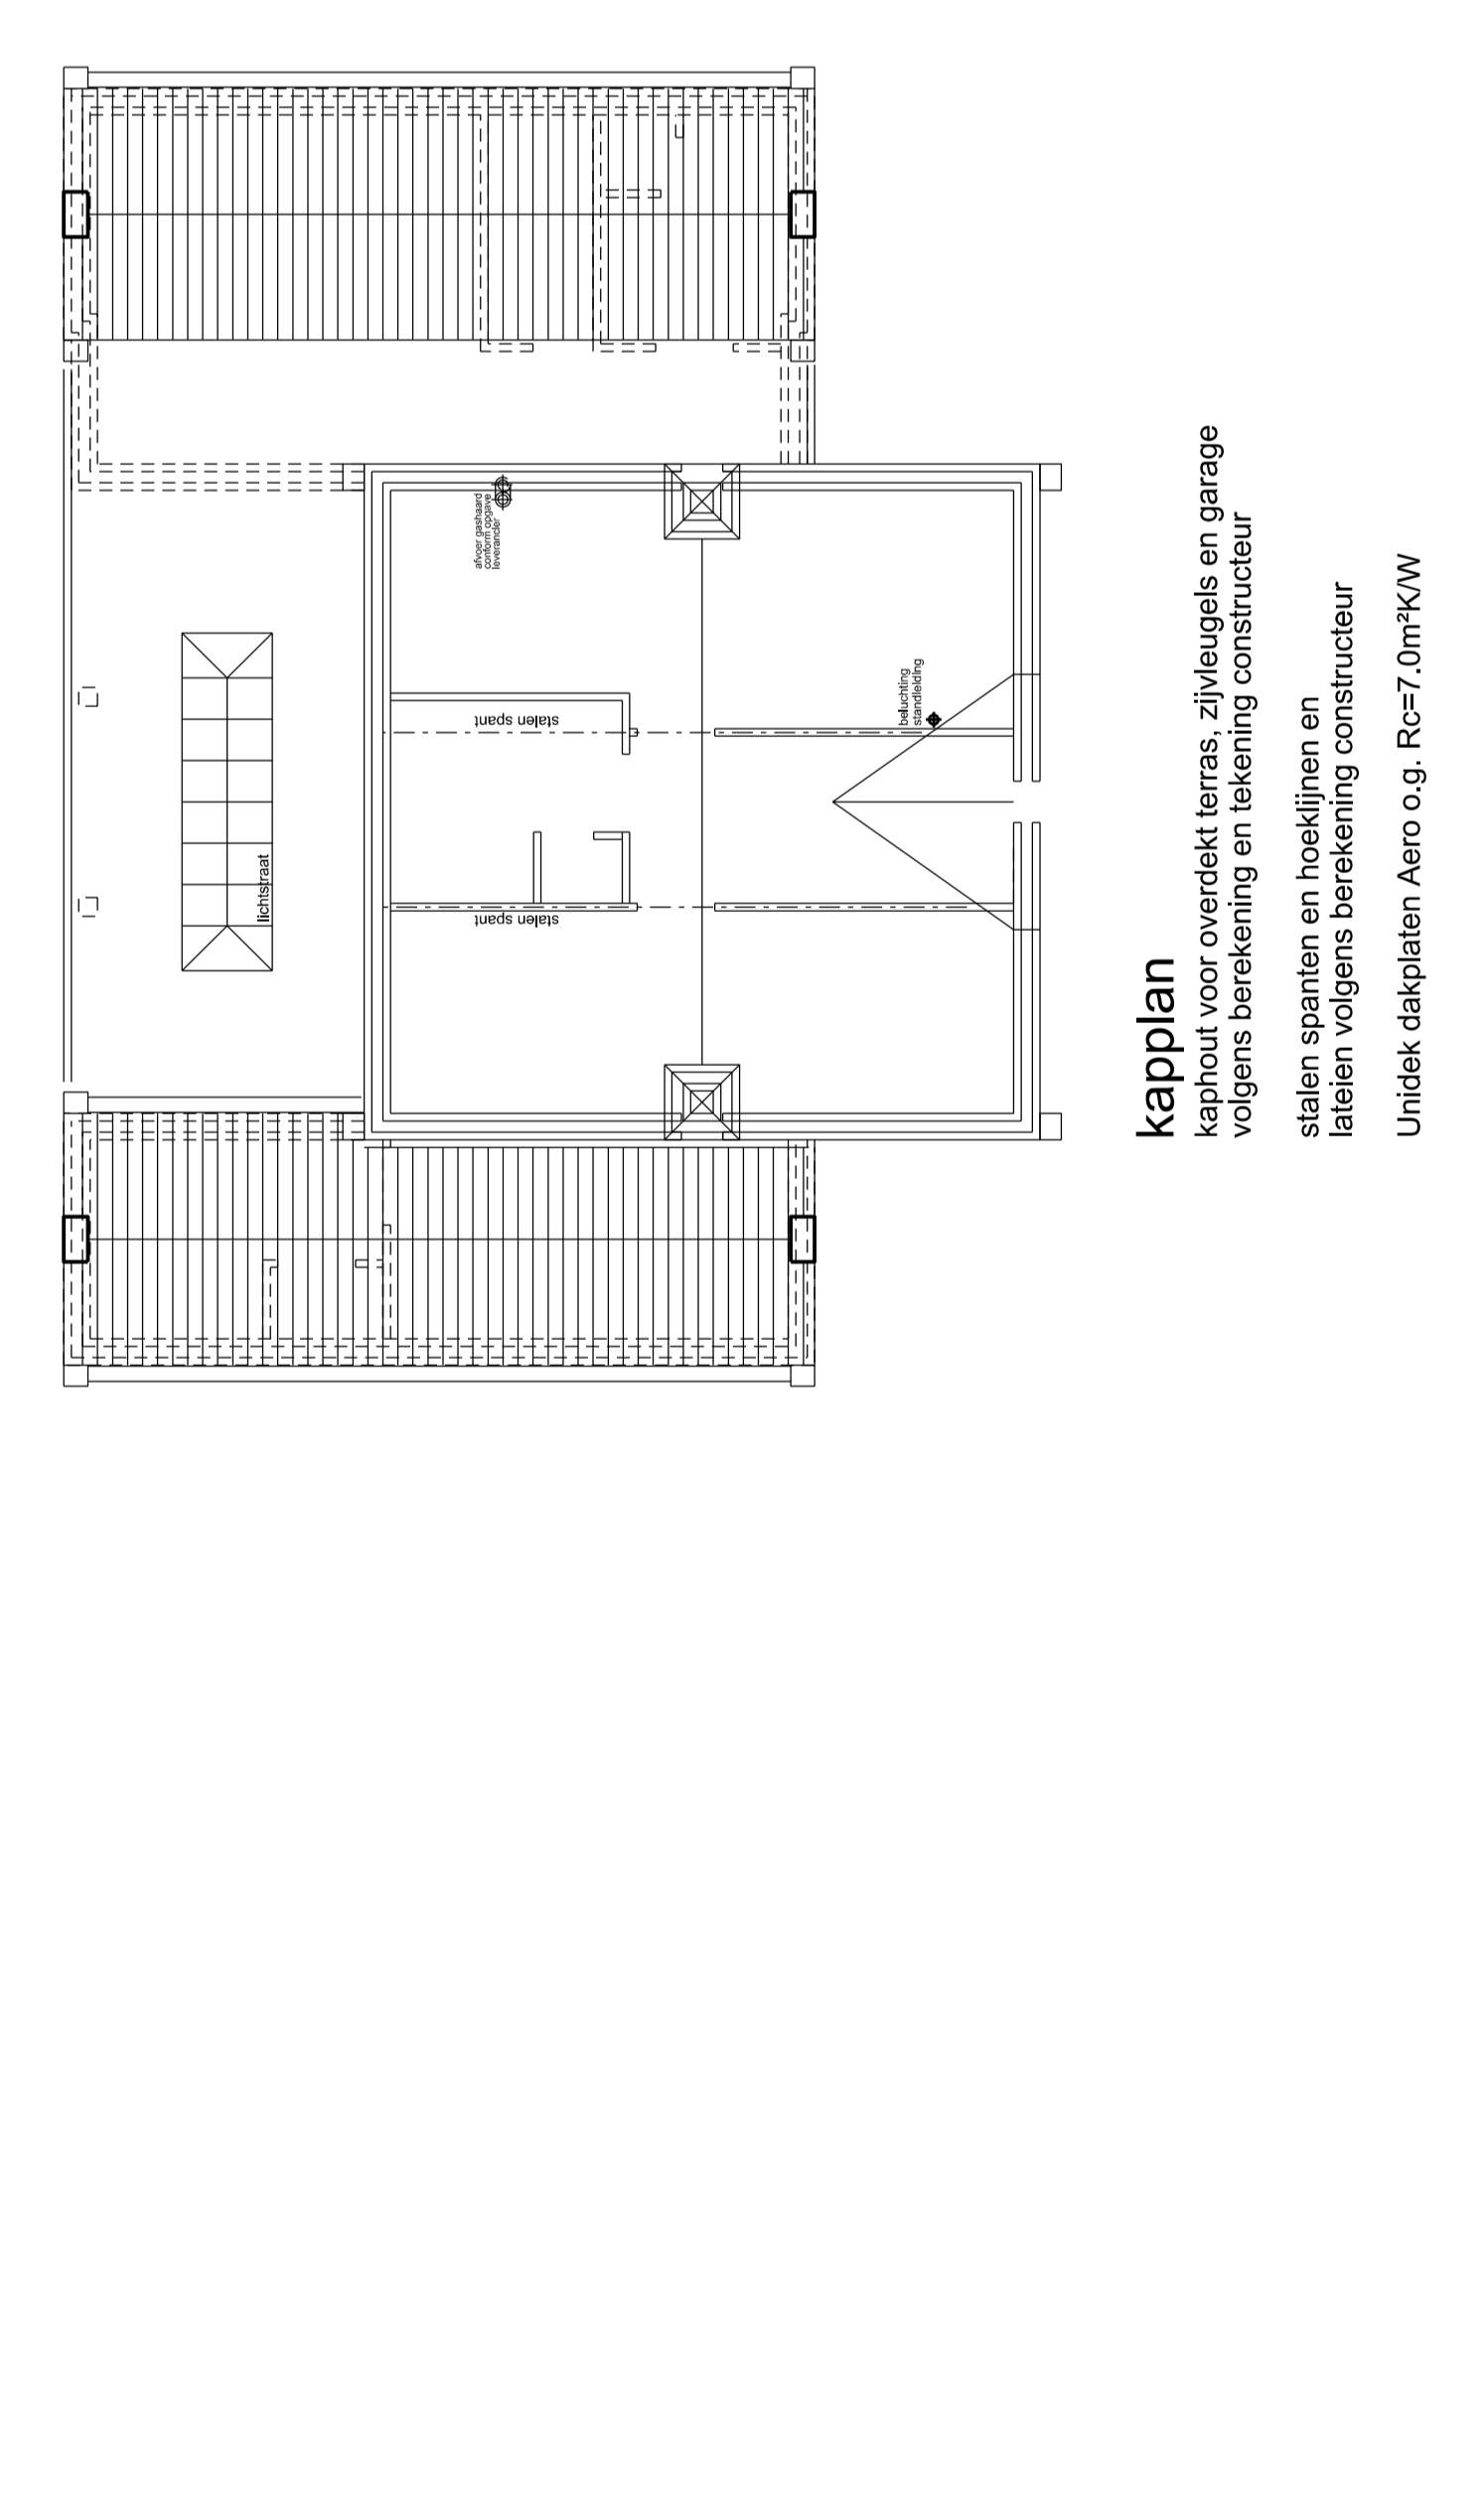 lichtstraat
afvoer gashaard
conform opgave
leverancier
stalen spant
stalen spant
beluchting
standleiding
kapplan
kaphout voor overdekt terras, zijvleugels en garage
volgens berekening en tekening constructeur
stalen spanten en hoeklijnen en
lateien volgens berekening constructeur
Unidek dakplaten Aero o.g. Rc=7.0m²K/W